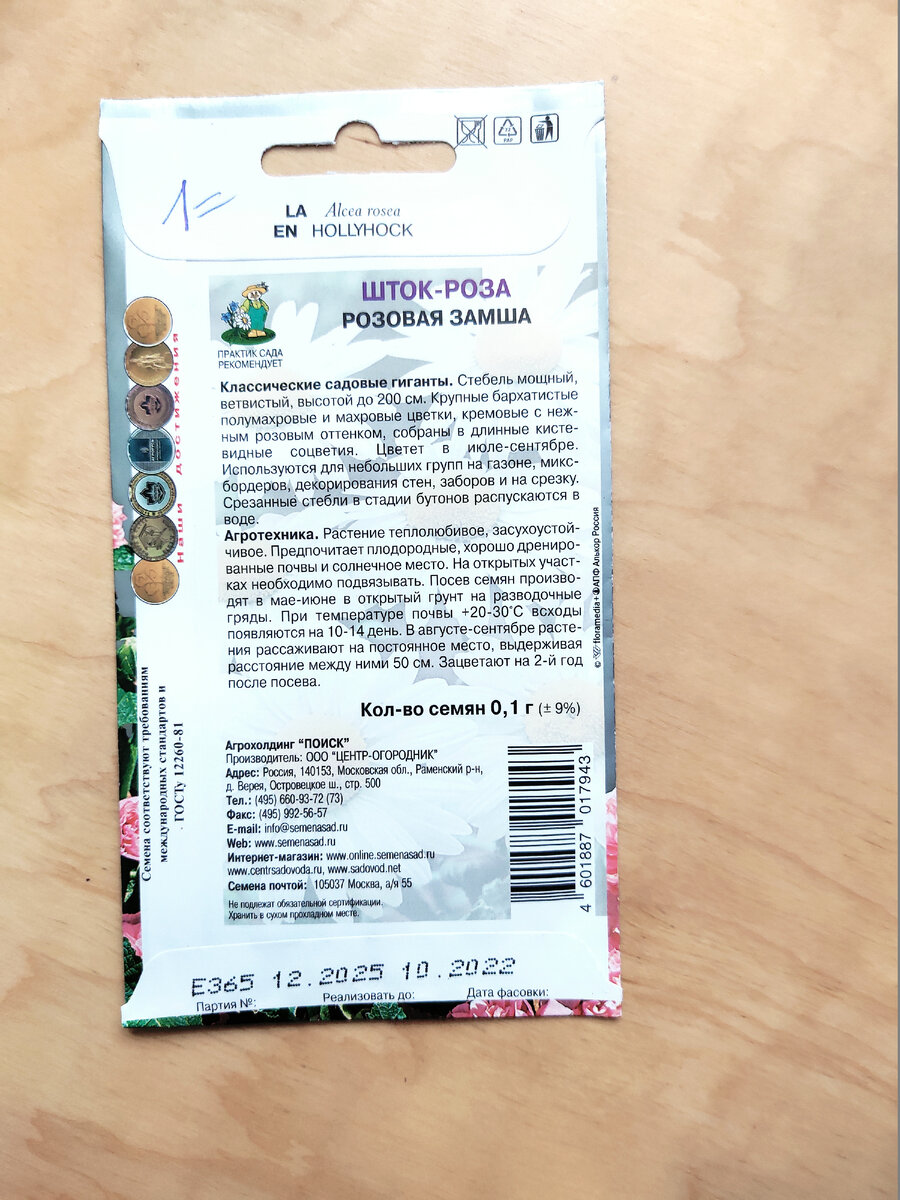 1=
LA Alcea rosea
EN HOLLYHOCK
ШТОК-РОЗА
РОЗОВАЯ ЗАМША
ПРАКТИК САДА
РЕКОМЕНДУЕТ
наши достижения
Классические садовые гиганты. Стебель мощный,
ветвистый, высотой до 200 см. Крупные бархатистые
полумахровые и махровые цветки, кремовые с неж-
ным розовым оттенком, собраны в длинные кисте-
видные соцветия. Цветет в июле-сентябре.
Используются для небольших групп на газоне, микс-
бордеров, декорирования стен, заборов и на срезку.
Срезанные стебли в стадии бутонов распускаются в
воде.
Агротехника. Растение теплолюбивое, засухоустой-
чивое. Предпочитает плодородные, хорошо дрениро-
ванные почвы и солнечное место. На открытых участ-
ках необходимо подвязывать. Посев семян произво-
дят в мае-июне в открытый грунт на разводочные
гряды. При температуре почвы +20-30°С всходы
появляются на 10-14 день. В августе-сентябре расте-
ния рассаживают на постоянное место, выдерживая
расстояние между ними 50 см. Зацветают на 2-й год
после посева.
© floramedia + АПФ Алькор Россия
Кол-во семян 0,1 г (± 9%)
Семена соответствуют требованиям
международных стандартов и
ГОСТу 12260-81
Агрохолдинг "ПОИСК"
Производитель: ООО "ЦЕНТР-ОГОРОДНИК"
Адрес: Россия, 140153, Московская обл., Раменский р-н,
д. Верея, Островецкое ш., стр. 500
Тел.: (495) 660-93-72 (73)
Факс: (495) 992-56-57
E-mail: info@semenasad.ru
Web: www.semenasad.ru
Интернет-магазин: www.online.semenasad.ru
www.centrsadovoda.ru, www.sadovod.net
Семена почтой: 105037 Москва, а/я 55
Не подлежат обязательной сертификации.
Хранить в сухом прохладном месте.
4 601887 017943
Е365 12.2025 10.2022
Партия №: Реализовать до: Дата фасовки: